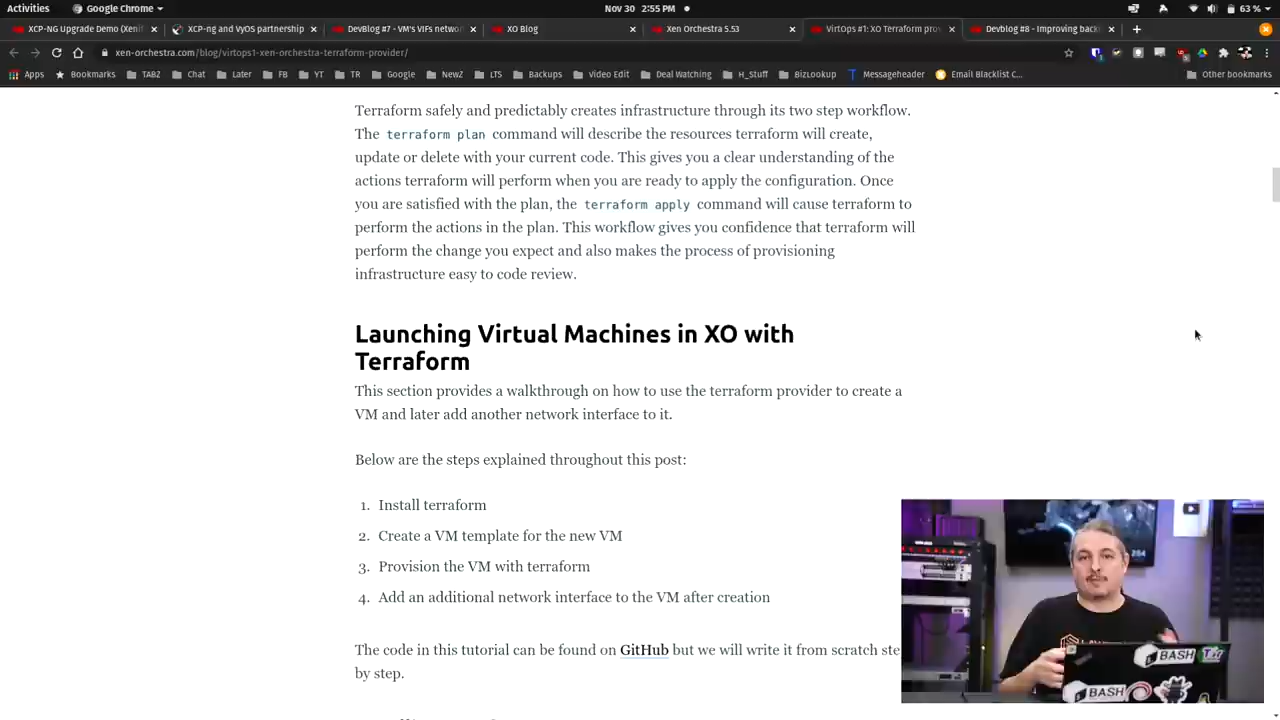 Activities
Google Chrome
Nov 30 2:55 PM
63 %
XCP-NG Upgrade Demo (XenI
XCP-ng and VyOS partnership
DevBlog #7 - VM's VIFs netwo
XO Blog
Xen Orchestra 5.53
VirtOps #1: XO Terraform pro
Devblog #8 - Improving back
xen-orchestra.com/blog/virtops1-xen-orchestra-terraform-provider/
Apps
Bookmarks
TABZ
Chat
Later
FB
YT
TR
Google
NewZ
LTS
Backups
Video Edit
Deal Watching
H_Stuff
BizLookup
Messageheader
Email Blacklist C...
Other bookmarks
Terraform safely and predictably creates infrastructure through its two step workflow.
The terraform plan command will describe the resources terraform will create,
update or delete with your current code. This gives you a clear understanding of the
actions terraform will perform when you are ready to apply the configuration. Once
you are satisfied with the plan, the terraform apply command will cause terraform to
perform the actions in the plan. This workflow gives you confidence that terraform will
perform the change you expect and also makes the process of provisioning
infrastructure easy to code review.
Launching Virtual Machines in XO with
Terraform
This section provides a walkthrough on how to use the terraform provider to create a
VM and later add another network interface to it.
Below are the steps explained throughout this post:
1. Install terraform
2. Create a VM template for the new VM
3. Provision the VM with terraform
4. Add an additional network interface to the VM after creation
The code in this tutorial can be found on GitHub but we will write it from scratch ste
by step.
BASH
BASH